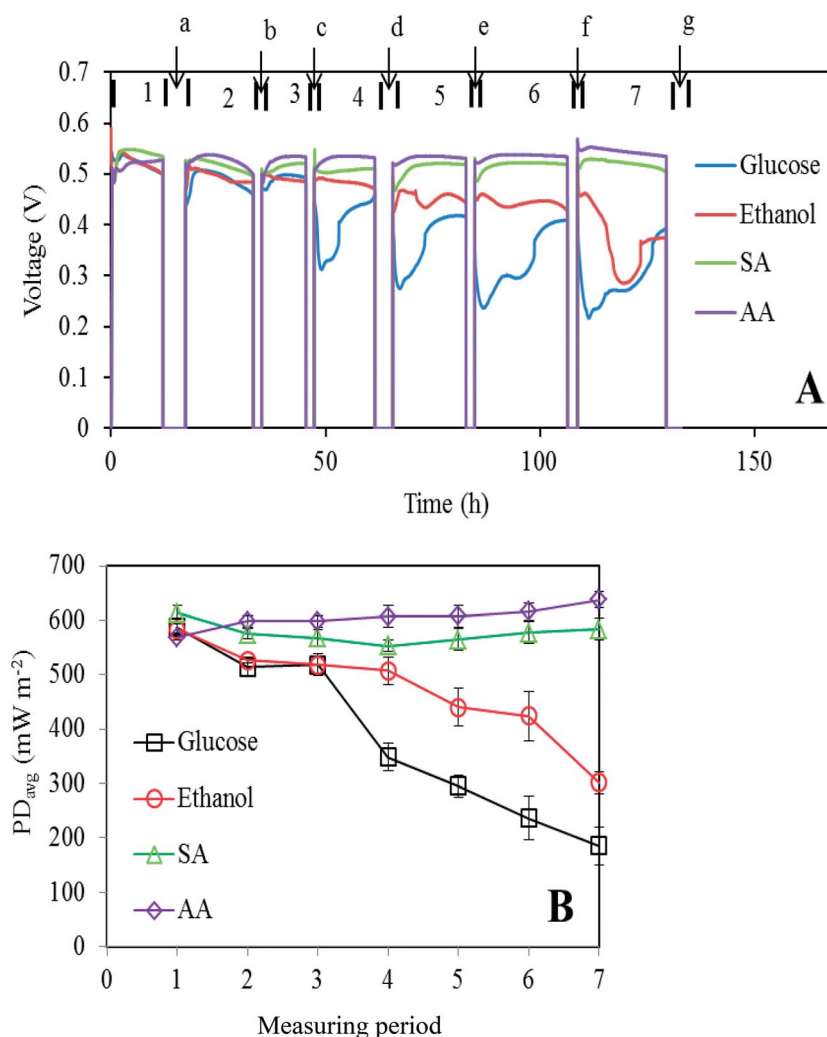 a b c d e f g
0.7
1 2 3 4 5 6 7
0.6
0.5
0.4
0.3
0.2
0.1
0
Voltage (V)
Glucose
Ethanol
SA
AA
A
0 50 100 150
Time (h)
700
600
500
400
300
200
100
0
PDavg (mW m-2)
Glucose
Ethanol
SA
AA
B
0 1 2 3 4 5 6 7
Measuring period